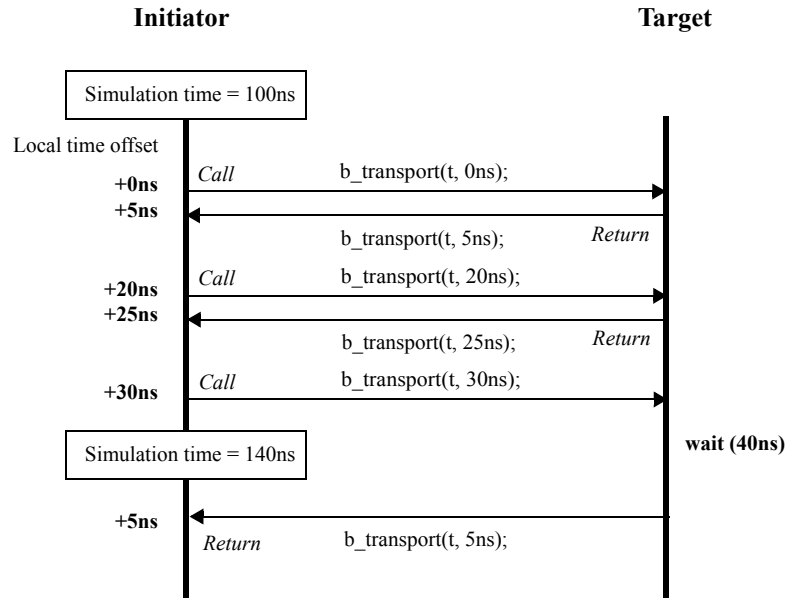 Initiator Target
Simulation time = 100ns
Local time offset
+0ns Call b_transport(t, 0ns);
+5ns
b_transport(t, 5ns); Return
+20ns Call b_transport(t, 20ns);
+25ns
b_transport(t, 25ns); Return
+30ns Call b_transport(t, 30ns);
wait (40ns)
Simulation time = 140ns
+5ns
Return b_transport(t, 5ns);